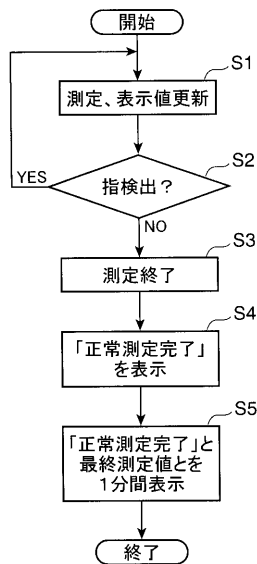 開始
S1
測定、表示値更新
S2
指検出？
YES
NO
S3
測定終了
S4
「正常測定完了」
を表示
S5
「正常測定完了」と
最終測定値とを
1分間表示
終了